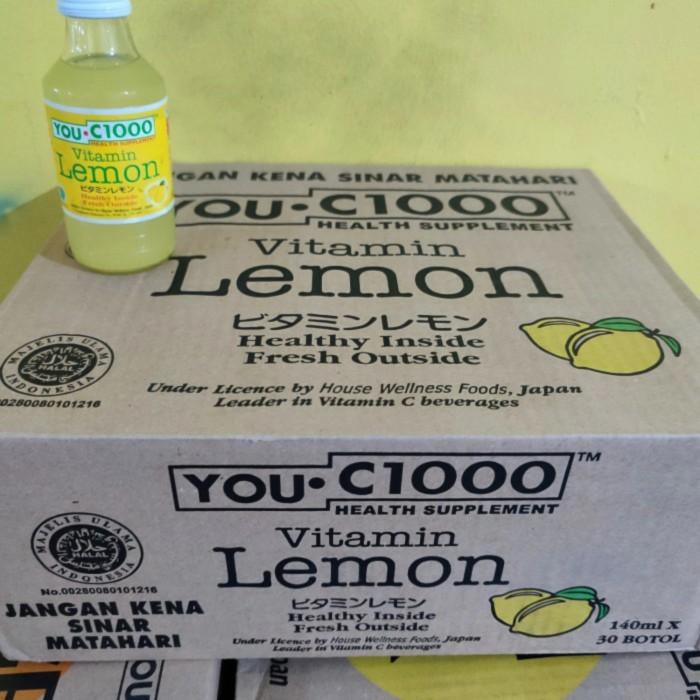 YOU•C1000
HEALTH SUPPLEMENT
Vitamin
Lemon
ビタミンレモン
Healthy Inside
Fresh Outside
KENA SINAR MATAHARI
YOU•C1000™
HEALTH SUPPLEMENT
Vitamin
Lemon
ビタミンレモン
Healthy Inside
Fresh Outside
MAJELIS ULAMA
HALAL
INDONESIA
00280080101216
Under Licence by House Wellness Foods, Japan
Leader in Vitamin C beverages
YOU•C1000™
HEALTH SUPPLEMENT
Vitamin
Lemon
ビタミンレモン
Healthy Inside
Fresh Outside
Under Licence by House Wellness Foods, Japan
Leader in Vitamin C beverages
MAJELIS ULAMA
حلال
HALAL
INDONESIA
No.00280080101216
JANGAN KENA
SINAR
MATAHARI
140ml X
30 BOTOL